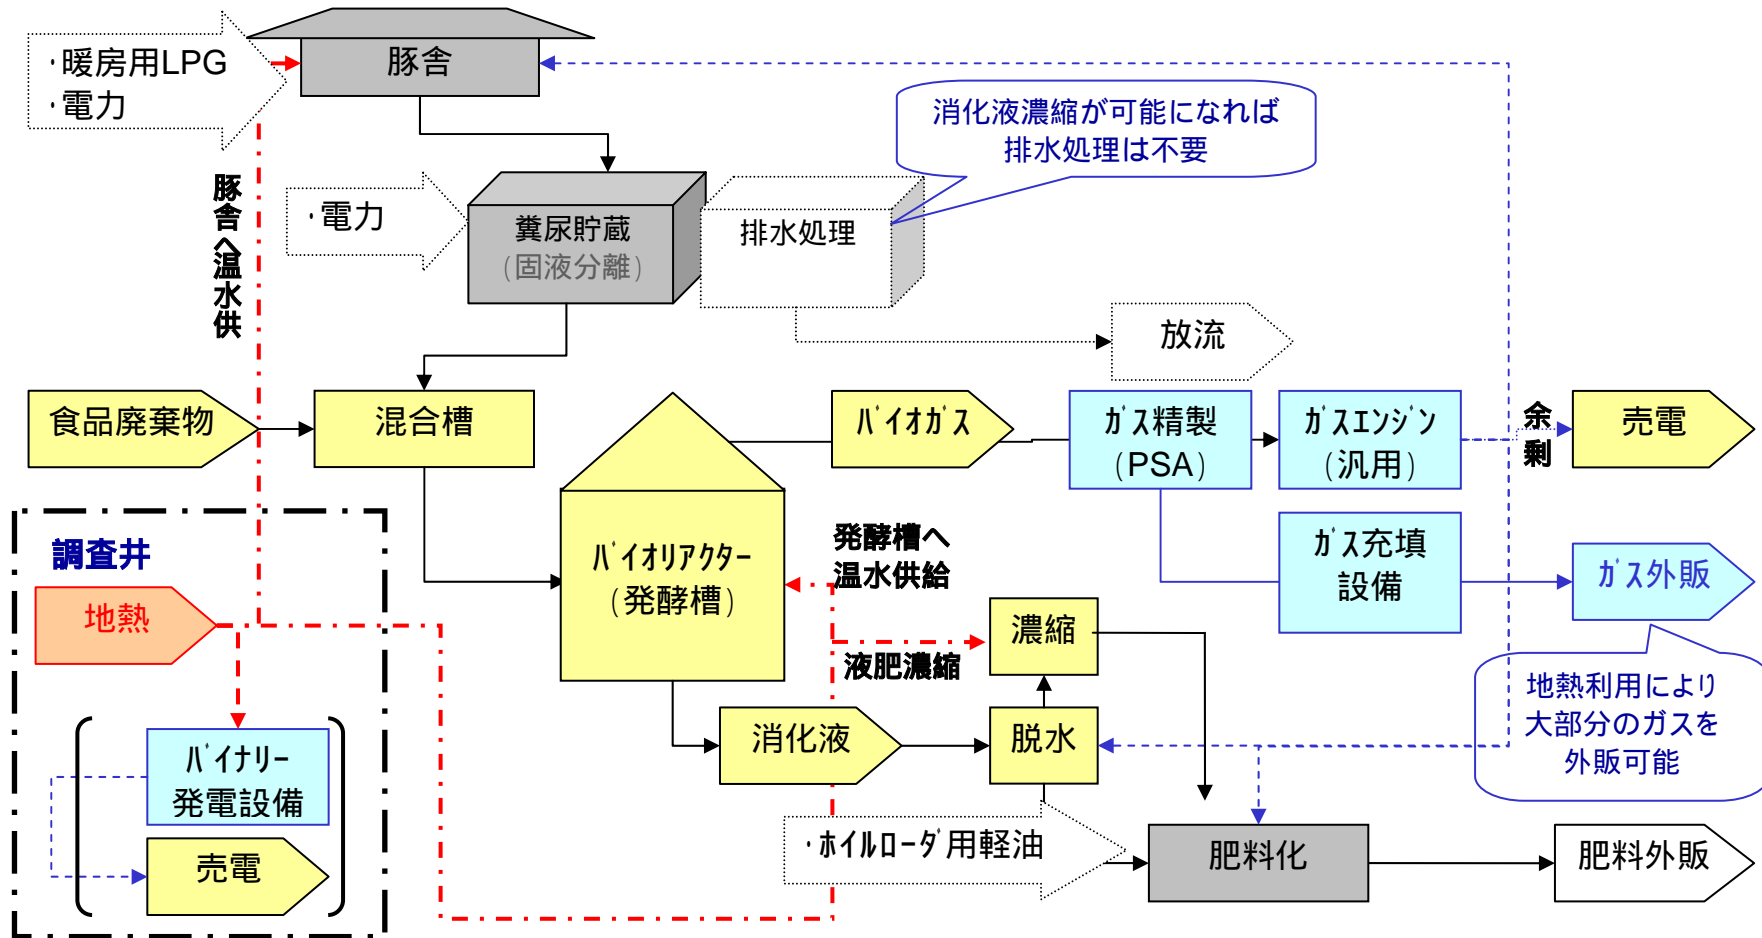 ・暖房用LPG
・電力
豚舎
消化液濃縮が可能になれば
排水処理は不要
豚舎へ温水供
・電力
糞尿貯蔵
(固液分離)
排水処理
放流
食品廃棄物
混合槽
バイオガス
ガス精製
(PSA)
ガスエンジン
(汎用)
余剰
売電
調査井
地熱
バイオリアクター
(発酵槽)
発酵槽へ
温水供給
ガス充填
設備
ガス外販
濃縮
液肥濃縮
地熱利用により
大部分のガスを
外販可能
消化液
脱水
バイナリー
発電設備
売電
・ホイルローダ用軽油
肥料化
肥料外販